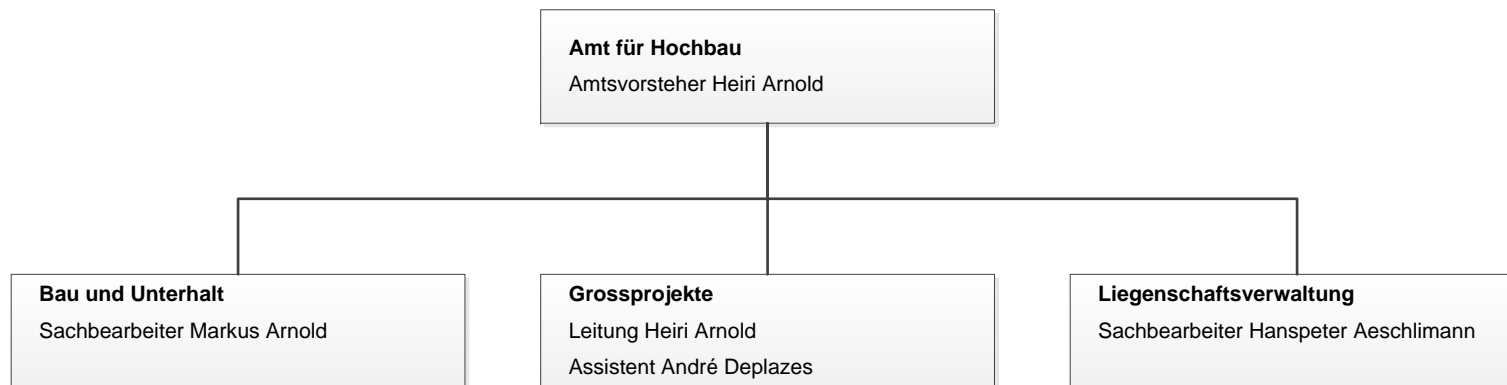 Amt für Hochbau
Amtsvorsteher Heiri Arnold
Bau und Unterhalt
Sachbearbeiter Markus Arnold
Grossprojekte
Leitung Heiri Arnold
Assistent André Deplazes
Liegenschaftsverwaltung
Sachbearbeiter Hanspeter Aeschlimann